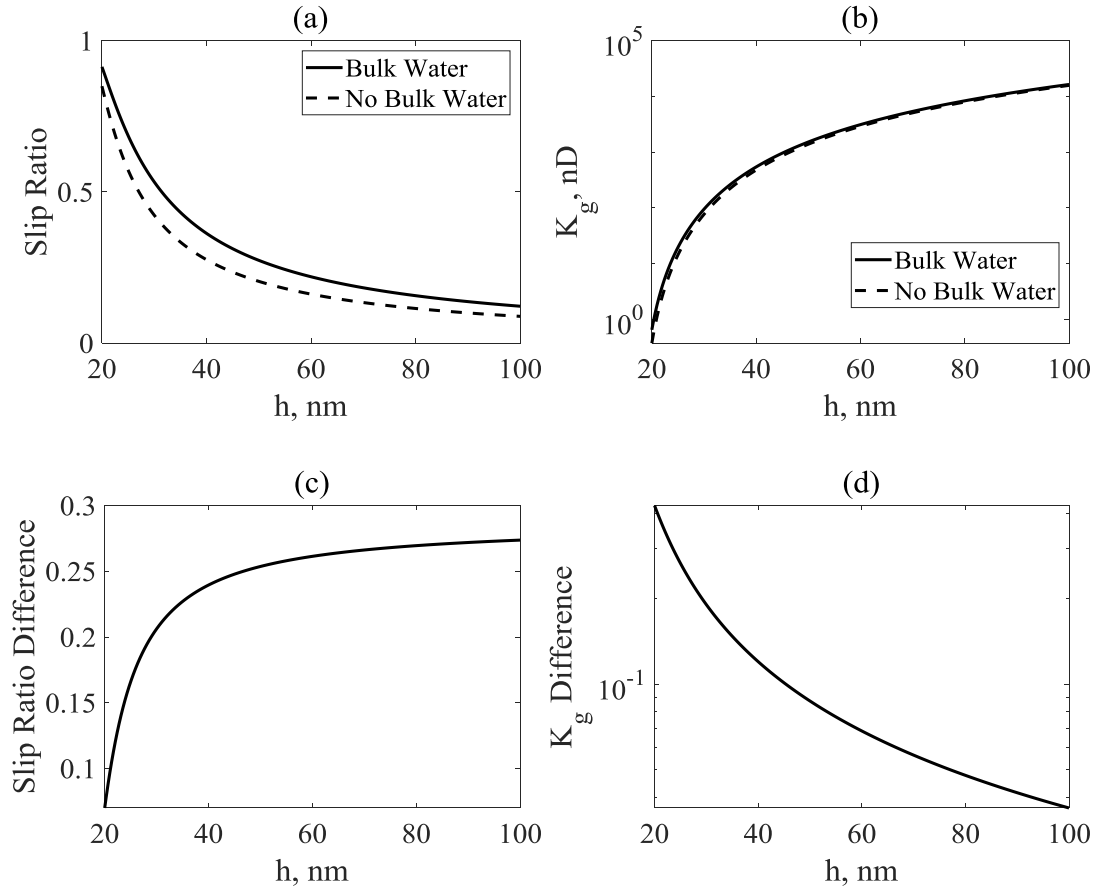 (a)
1
0.5
0
Slip Ratio
Bulk Water
No Bulk Water
20 40 60 80 100
h, nm
(b)
10^5
10^0
K_g, nD
Bulk Water
No Bulk Water
20 40 60 80 100
h, nm
(c)
0.3
0.25
0.2
0.15
0.1
Slip Ratio Difference
20 40 60 80 100
h, nm
(d)
10^-1
K_g Difference
20 40 60 80 100
h, nm